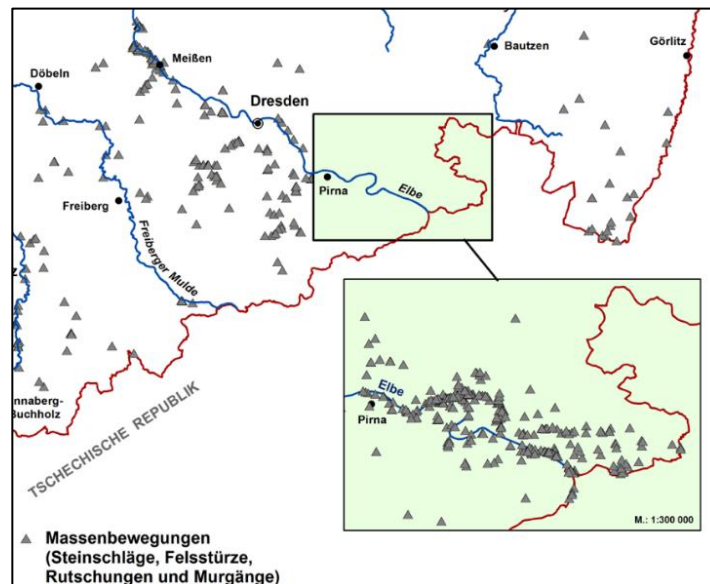 Meißen
Bautzen
Görlitz
Döbeln
Dresden
Pirna
Elbe
Freiberg
Freiberger Mulde
nnaberg-
Buchholz
TSCHECHISCHE REPUBLIK
Elbe
Pirna
M.: 1:300 000
Massenbewegungen
(Steinschläge, Felsstürze,
Rutschungen und Murgänge)